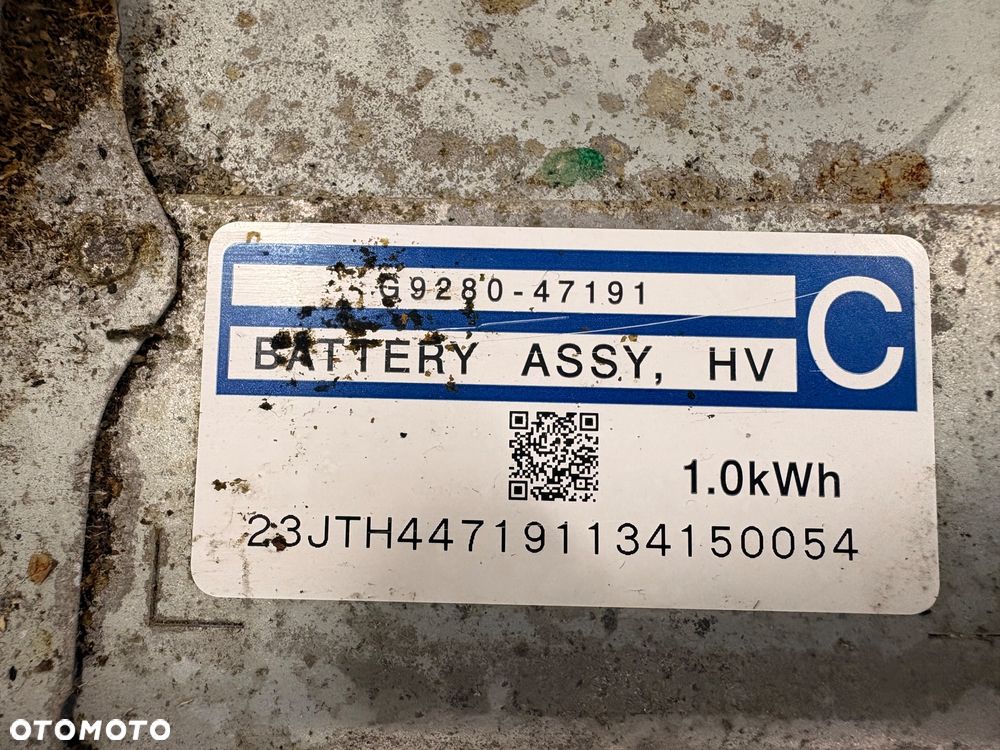 G9280-47191
BATTERY ASSY, HV
C
1.0kWh
23JTH447191134150054
OTOMOTO